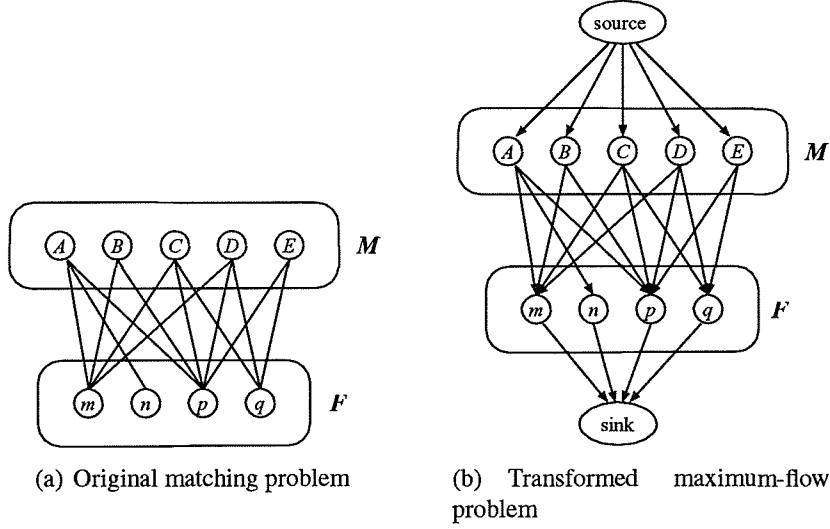 source
A B C D E M
m n p q F
sink
A B C D E M
m n p q F
(a) Original matching problem
(b) Transformed maximum-flow
problem